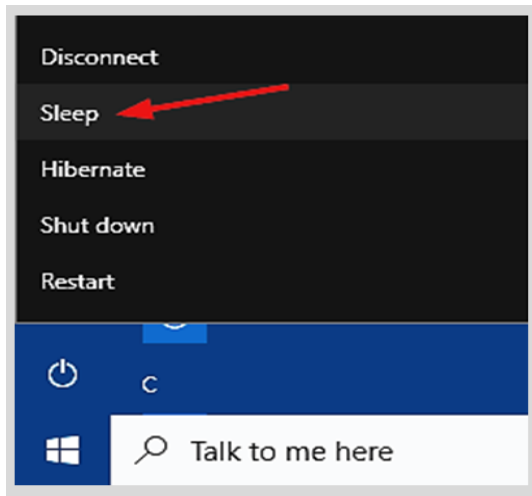 Disconnect
Sleep
Hibernate
Shut down
Restart
C
Talk to me here